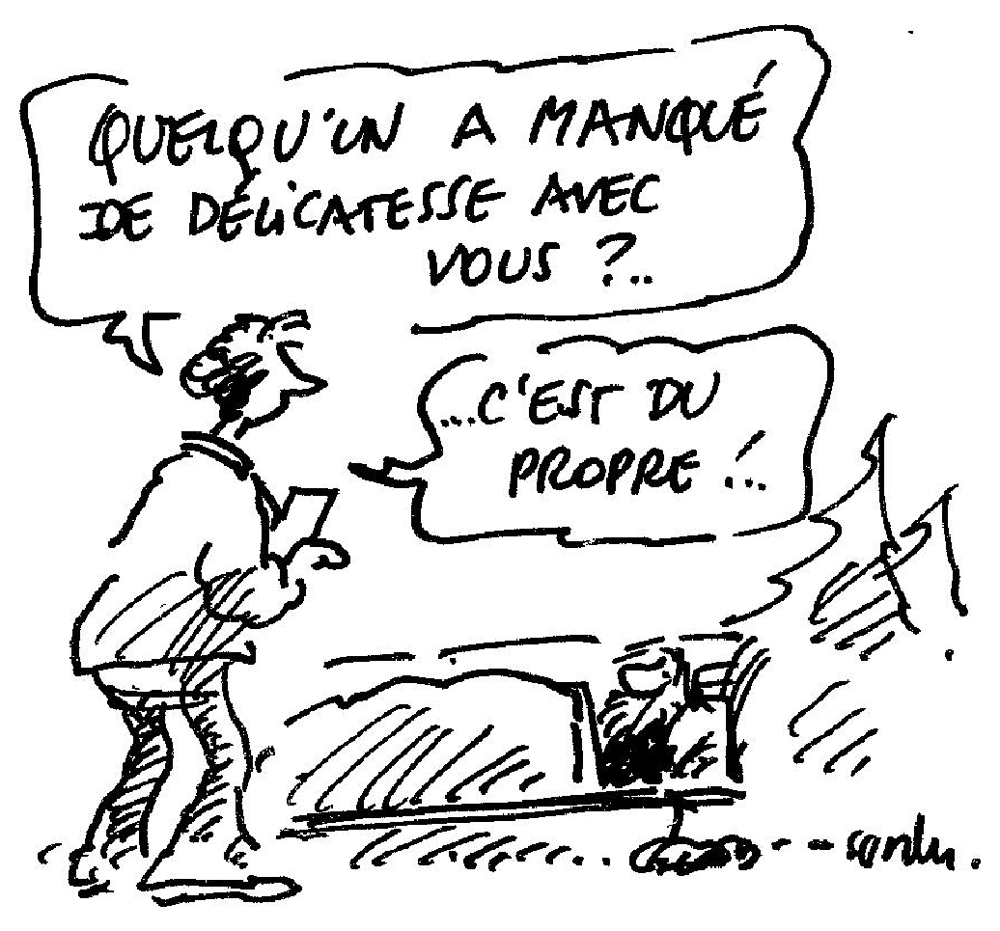 QUELQU'UN A MANQUÉ
DE DÉLICATESSE AVEC
VOUS ?..
...C'EST DU
PROPRE !...